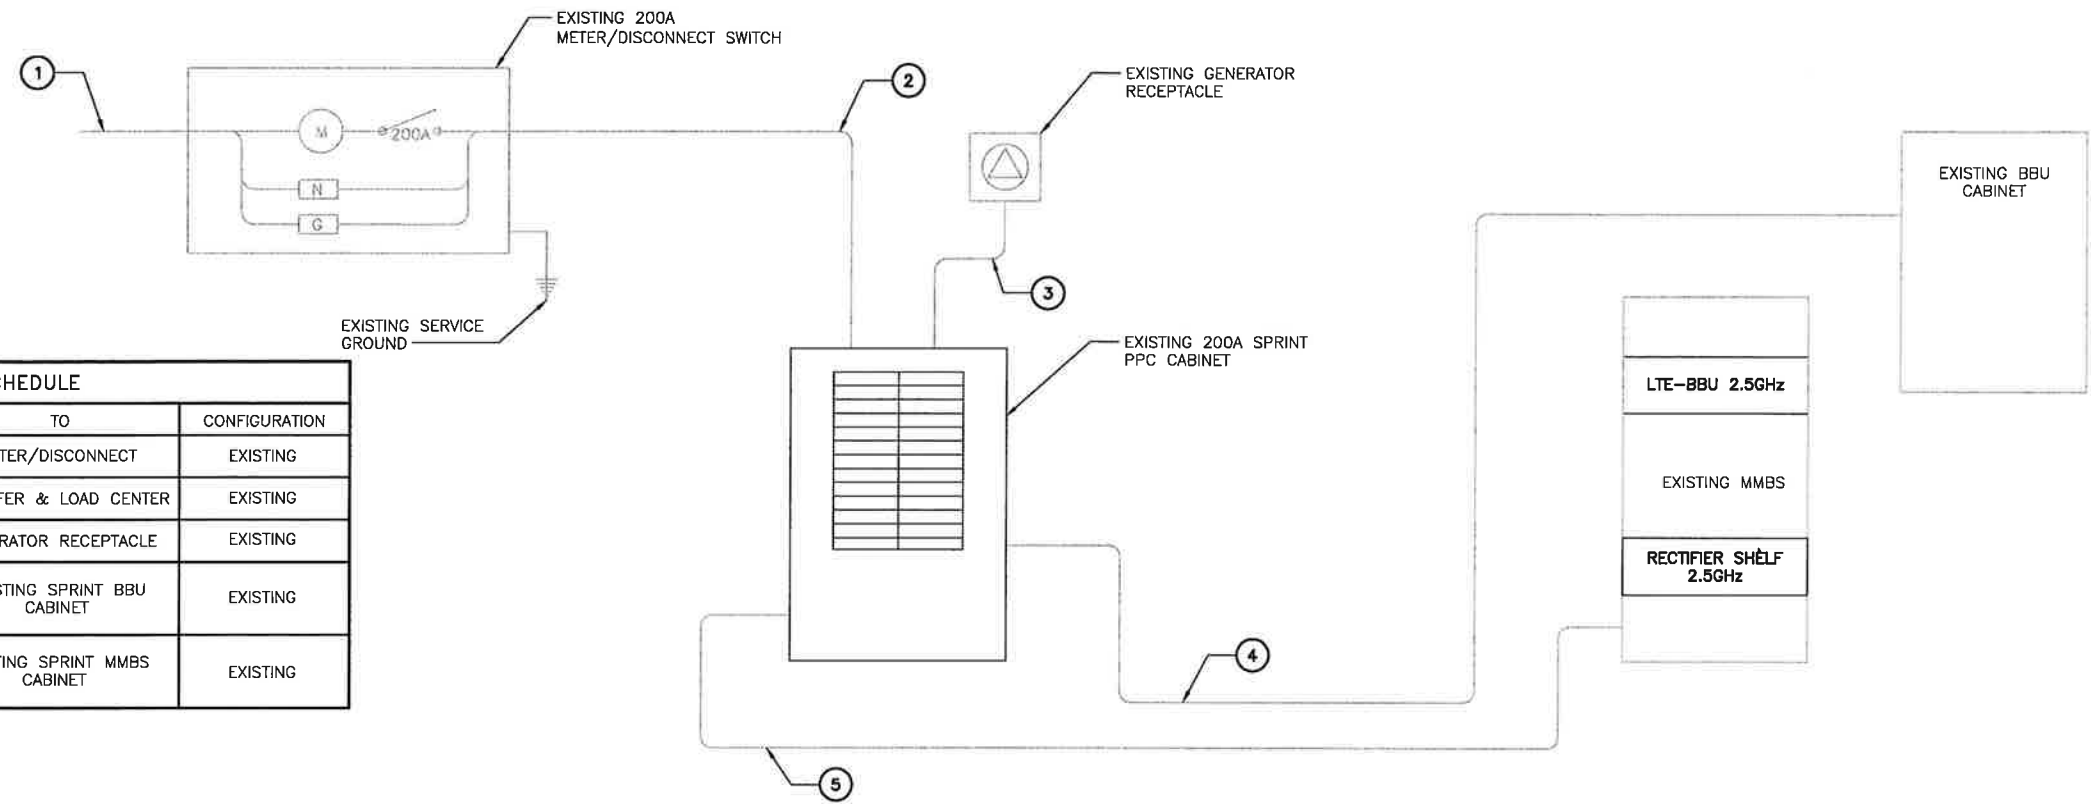 EXISTING 200A
METER/DISCONNECT SWITCH
1
2
EXISTING GENERATOR
RECEPTACLE
M
200A
N
G
EXISTING BBU
CABINET
3
EXISTING SERVICE
GROUND
EXISTING 200A SPRINT
PPC CABINET
LTE-BBU 2.5GHz
EXISTING MMBS
RECTIFIER SHELF
2.5GHz
4
5
HEDULE
TO
CONFIGURATION
TER/DISCONNECT
EXISTING
FER & LOAD CENTER
EXISTING
RATOR RECEPTACLE
EXISTING
STING SPRINT BBU
CABINET
EXISTING
TING SPRINT MMBS
CABINET
EXISTING